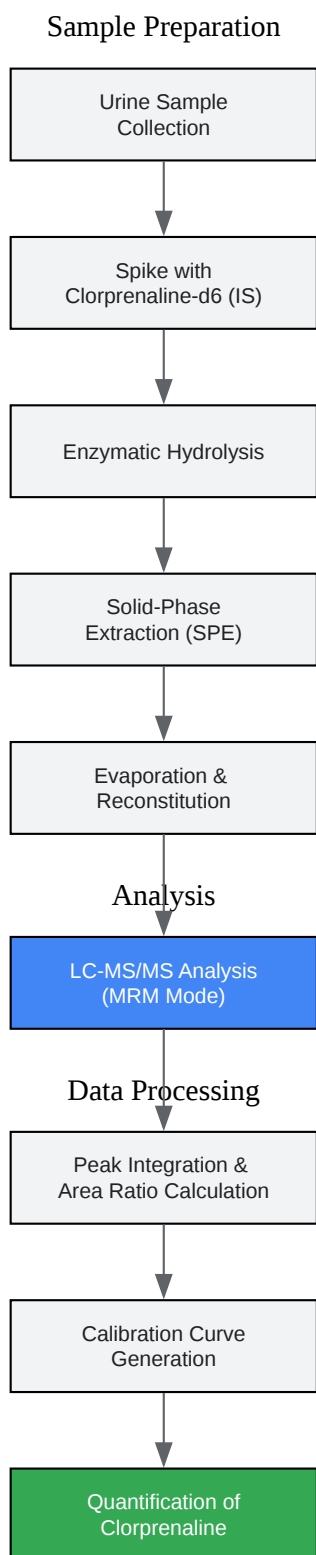 Sample Preparation
Urine Sample
Collection
Spike with
Clorprenaline-d6 (IS)
Enzymatic Hydrolysis
Solid-Phase
Extraction (SPE)
Evaporation &
Reconstitution
Analysis
LC-MS/MS Analysis
(MRM Mode)
Data Processing
Peak Integration &
Area Ratio Calculation
Calibration Curve
Generation
Quantification of
Clorprenaline